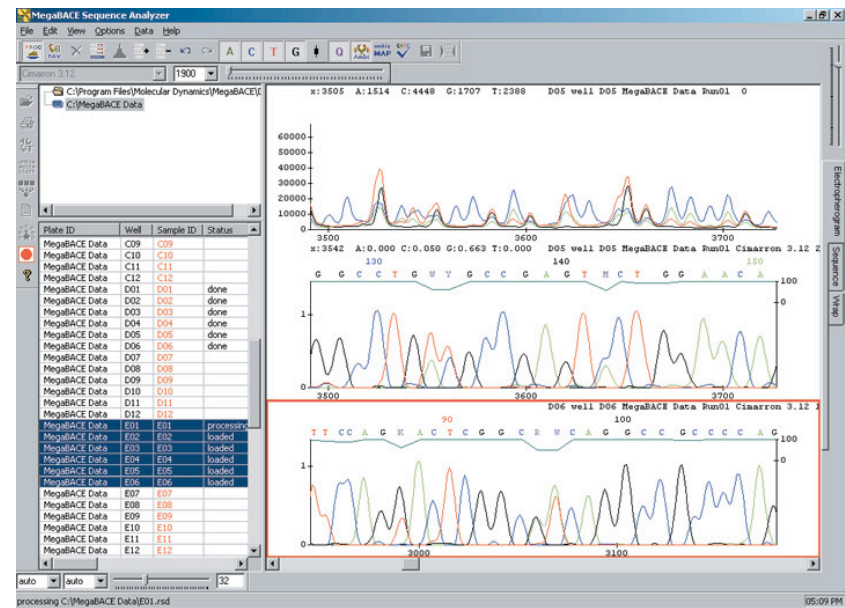 MegaBACE Sequence Analyzer
File Edit View Options Data Help
A C T G Q Ambi MAP
Cimarron 3.12 1900
C:\Program Files\Molecular Dynamics\MegaBACE\
C:\MegaBACE Data
Plate ID Well Sample ID Status
MegaBACE Data C09 C09
MegaBACE Data C10 C10
MegaBACE Data C11 C11
MegaBACE Data C12 C12
MegaBACE Data D01 D01 done
MegaBACE Data D02 D02 done
MegaBACE Data D03 D03 done
MegaBACE Data D04 D04 done
MegaBACE Data D05 D05 done
MegaBACE Data D06 D06 done
MegaBACE Data D07 D07
MegaBACE Data D08 D08
MegaBACE Data D09 D09
MegaBACE Data D10 D10
MegaBACE Data D11 D11
MegaBACE Data D12 D12
MegaBACE Data E01 E01 processing
MegaBACE Data E02 E02 loaded
MegaBACE Data E03 E03 loaded
MegaBACE Data E04 E04 loaded
MegaBACE Data E05 E05 loaded
MegaBACE Data E06 E06 loaded
MegaBACE Data E07 E07
MegaBACE Data E08 E08
MegaBACE Data E09 E09
MegaBACE Data E10 E10
MegaBACE Data E11 E11
MegaBACE Data E12 E12
auto auto 32
x:3505 A:1514 C:4448 G:1707 T:2388 D05 well D05 MegaBACE Data Run01 0
60000
50000
40000
30000
20000
10000
3500 3600 3700
x:3542 A:0.000 C:0.050 G:0.663 T:0.000 D05 well D05 MegaBACE Data Run01 Cimarron 3.12 2
130 140 150
G G C C T G W Y G C C G A G T M C T G G A A C A
100
0
1
0
3500 3600 3700
D06 well D06 MegaBACE Data Run01 Cimarron 3.12
90 100
T T C C A G K A C T C G G C R W C A G G C C G C C C C A G
100
0
1
0
3000 3100
Electropherogram
Sequence
Wrap
processing C:\MegaBACE Data\E01.rsd 05:09 PM